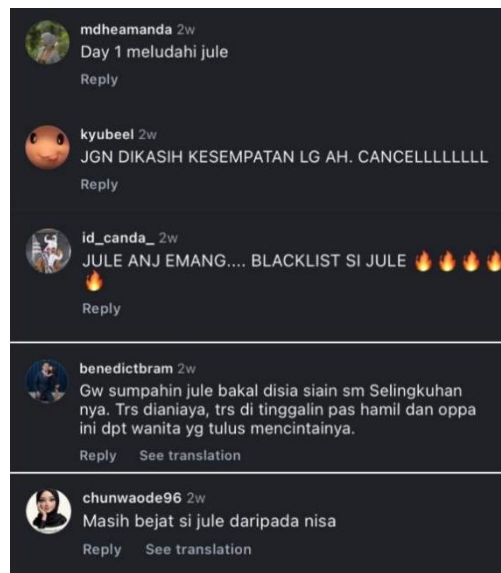 mdheamanda 2w
Day 1 meludahi jule
Reply
kyubeel 2w
JGN DIKASIH KESEMPATAN LG AH. CANCELLLLLLLL
Reply
id_canda_ 2w
JULE ANJ EMANG.... BLACKLIST SI JULE 🔥 🔥 🔥 🔥
🔥
Reply
benedictbram 2w
Gw sumpahin jule bakal disia siain sm Selingkuhan
nya. Trs dianiaya, trs di tinggalin pas hamil dan oppa
ini dpt wanita yg tulus mencintainya.
Reply See translation
chunwaode96 2w
Masih bejat si jule daripada nisa
Reply See translation